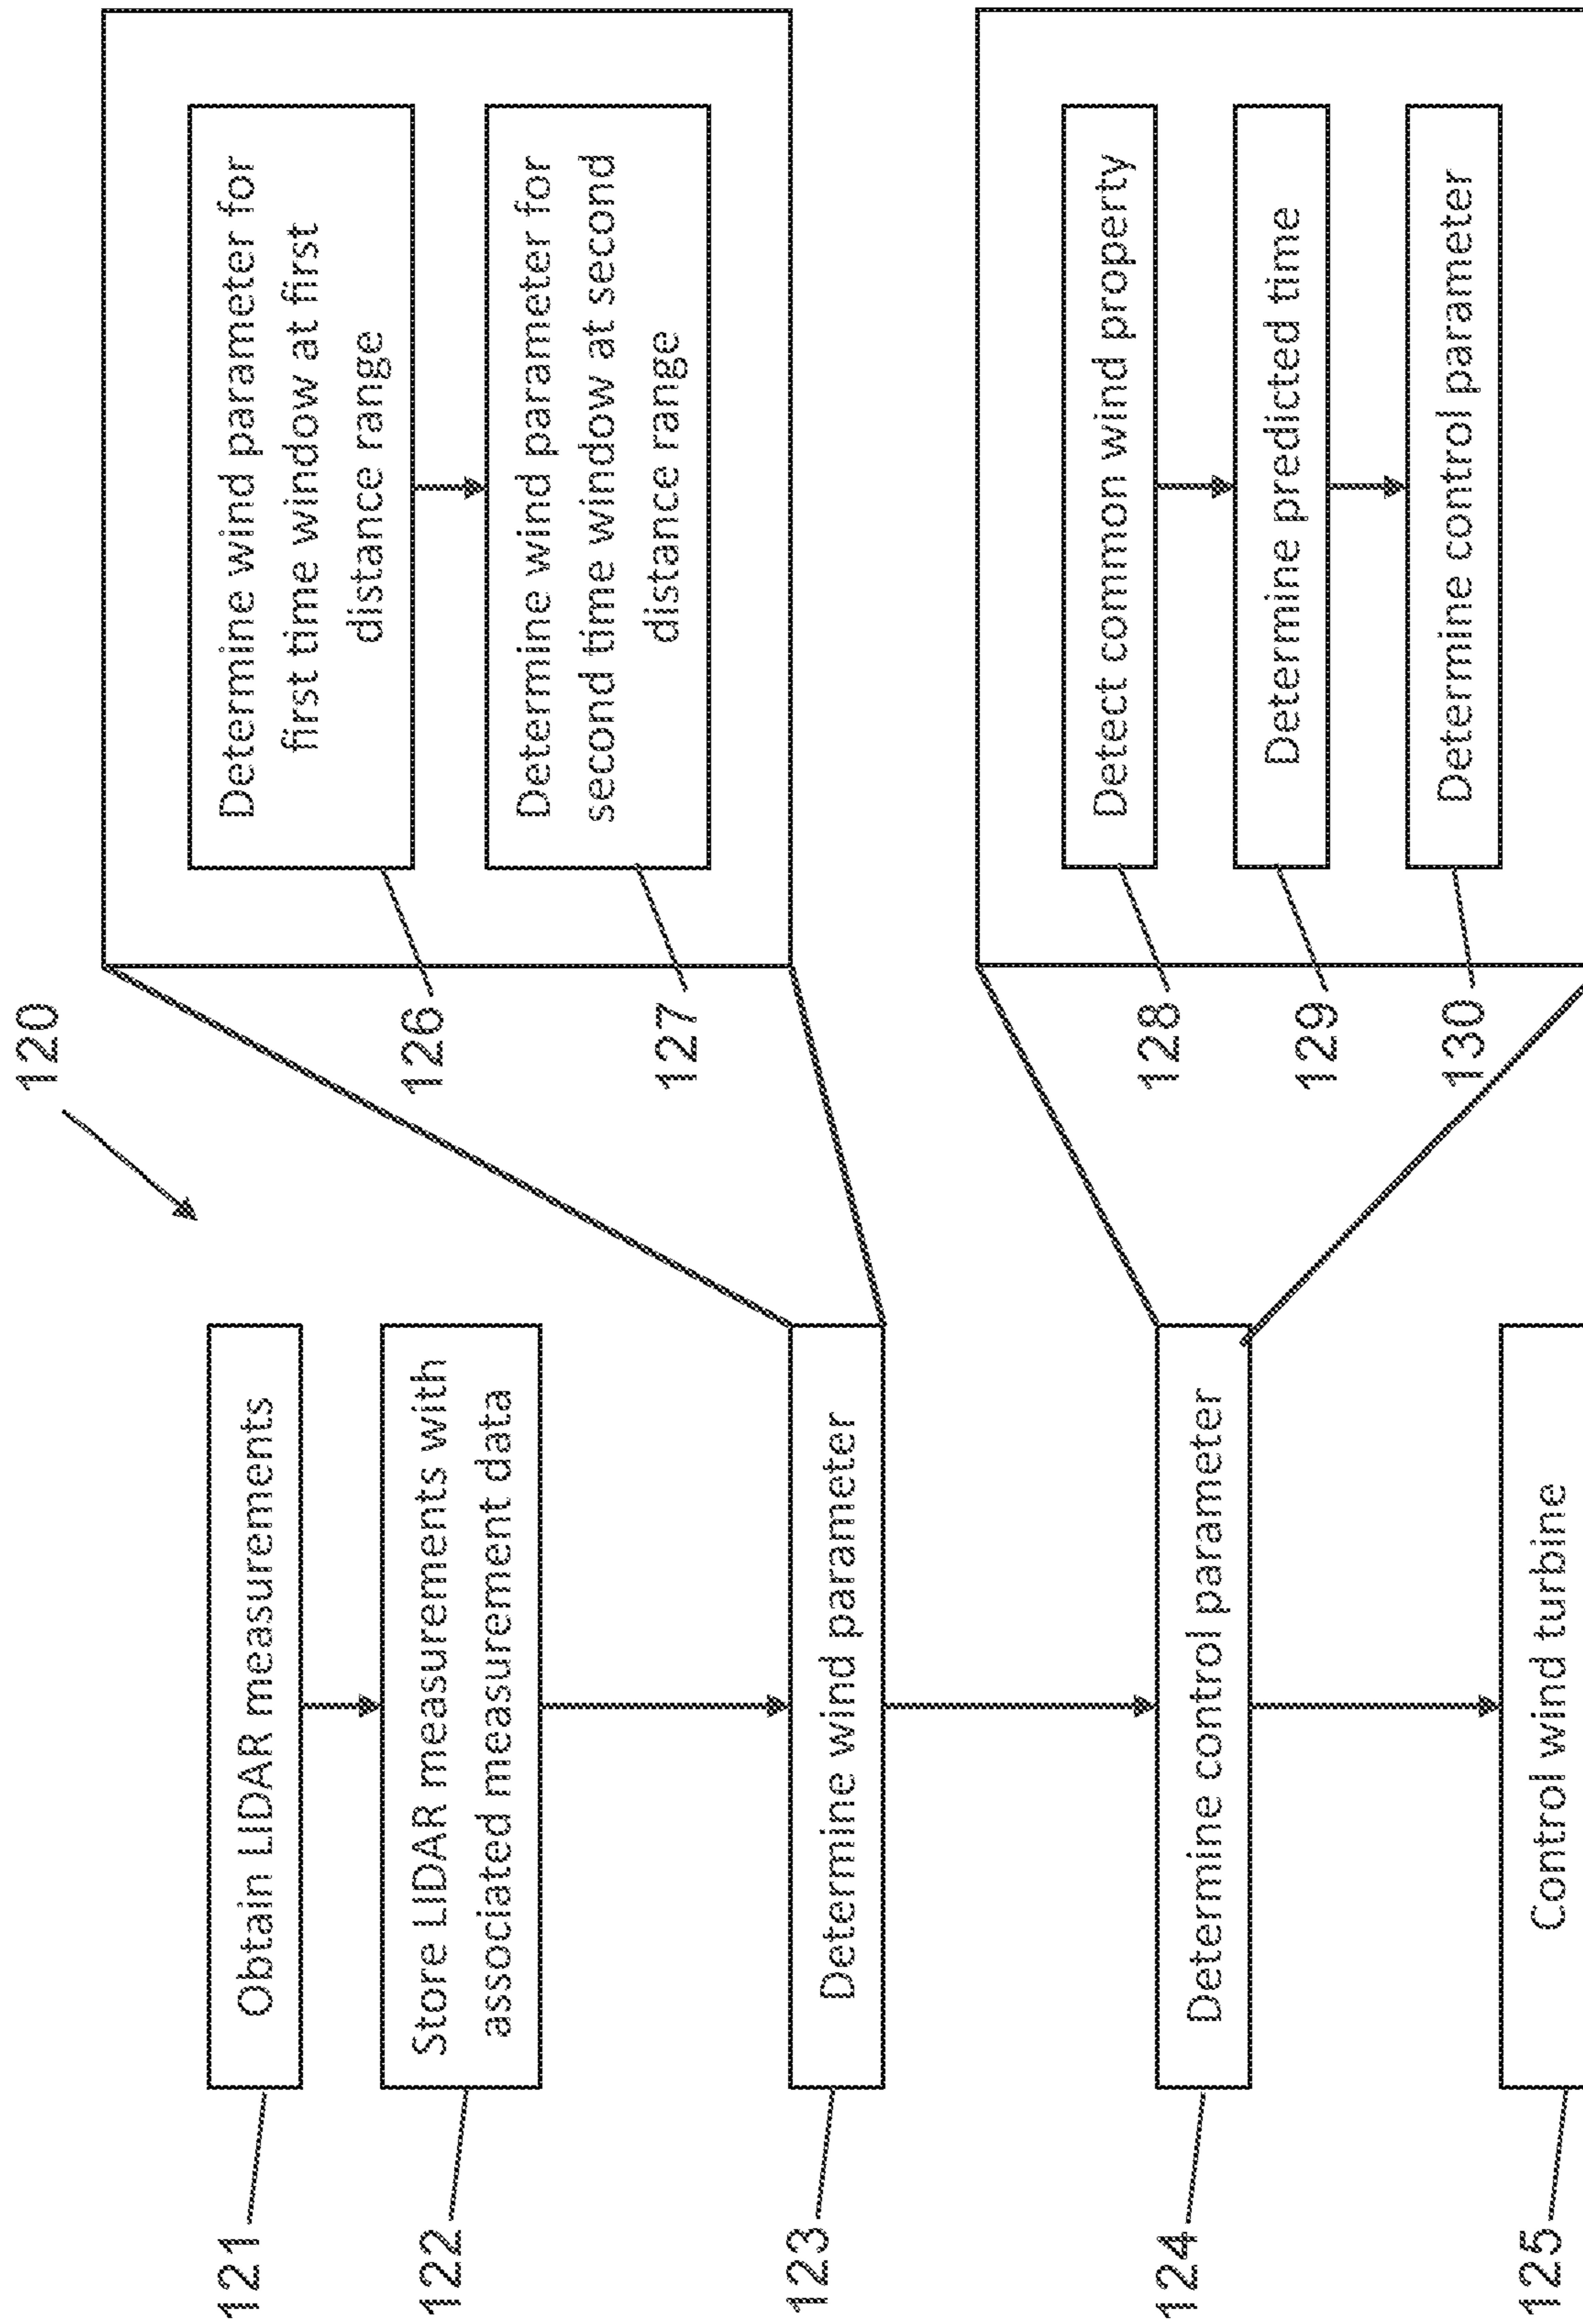 120
121
Obtain LIDAR measurements
122
Store LIDAR measurements with
associated measurement data
123
Determine wind parameter
124
Determine control parameter
125
Control wind turbine
Determine wind parameter for
first time window at first
distance range
126
Determine wind parameter for
second time window at second
distance range
127
Detect common wind property
128
Determine predicted time
129
Determine control parameter
130